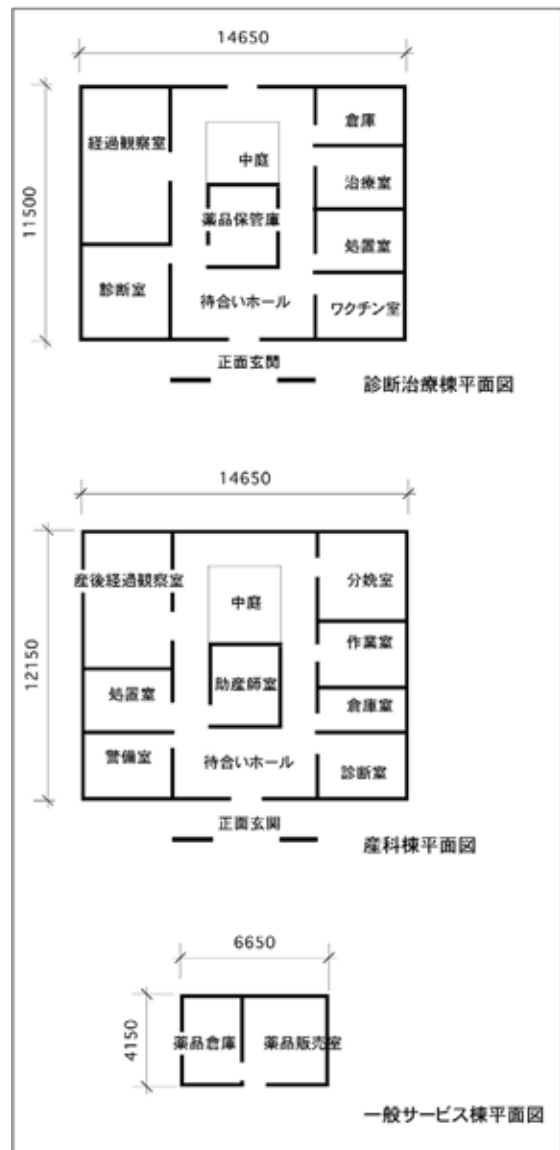 14650
経過観察室
倉庫
中庭
治療室
11500
薬品保管庫
処置室
診断室
待合いホール
ワクチン室
正面玄関
診断治療棟平面図
14650
産後経過観察室
分娩室
中庭
作業室
12150
助産師室
処置室
倉庫室
警備室
待合いホール
診断室
正面玄関
産科棟平面図
6650
4150
薬品倉庫
薬品販売室
一般サービス棟平面図